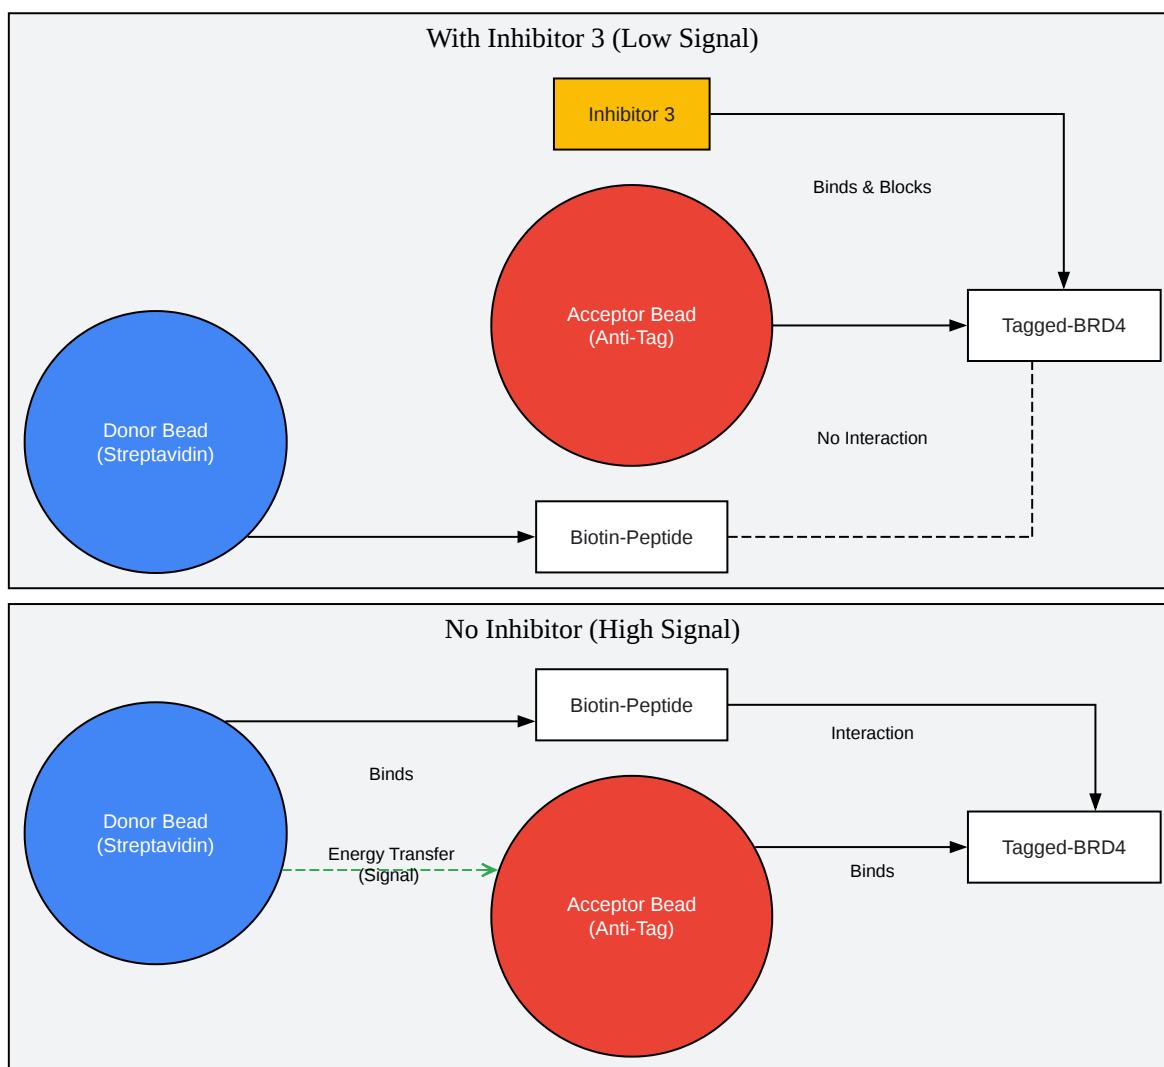 With Inhibitor 3 (Low Signal)
Inhibitor 3
Binds & Blocks
Acceptor Bead
(Anti-Tag)
Tagged-BRD4
Donor Bead
(Streptavidin)
No Interaction
Biotin-Peptide
No Inhibitor (High Signal)
Biotin-Peptide
Interaction
Binds
Donor Bead
(Streptavidin)
Energy Transfer
(Signal)
Tagged-BRD4
Binds
Acceptor Bead
(Anti-Tag)